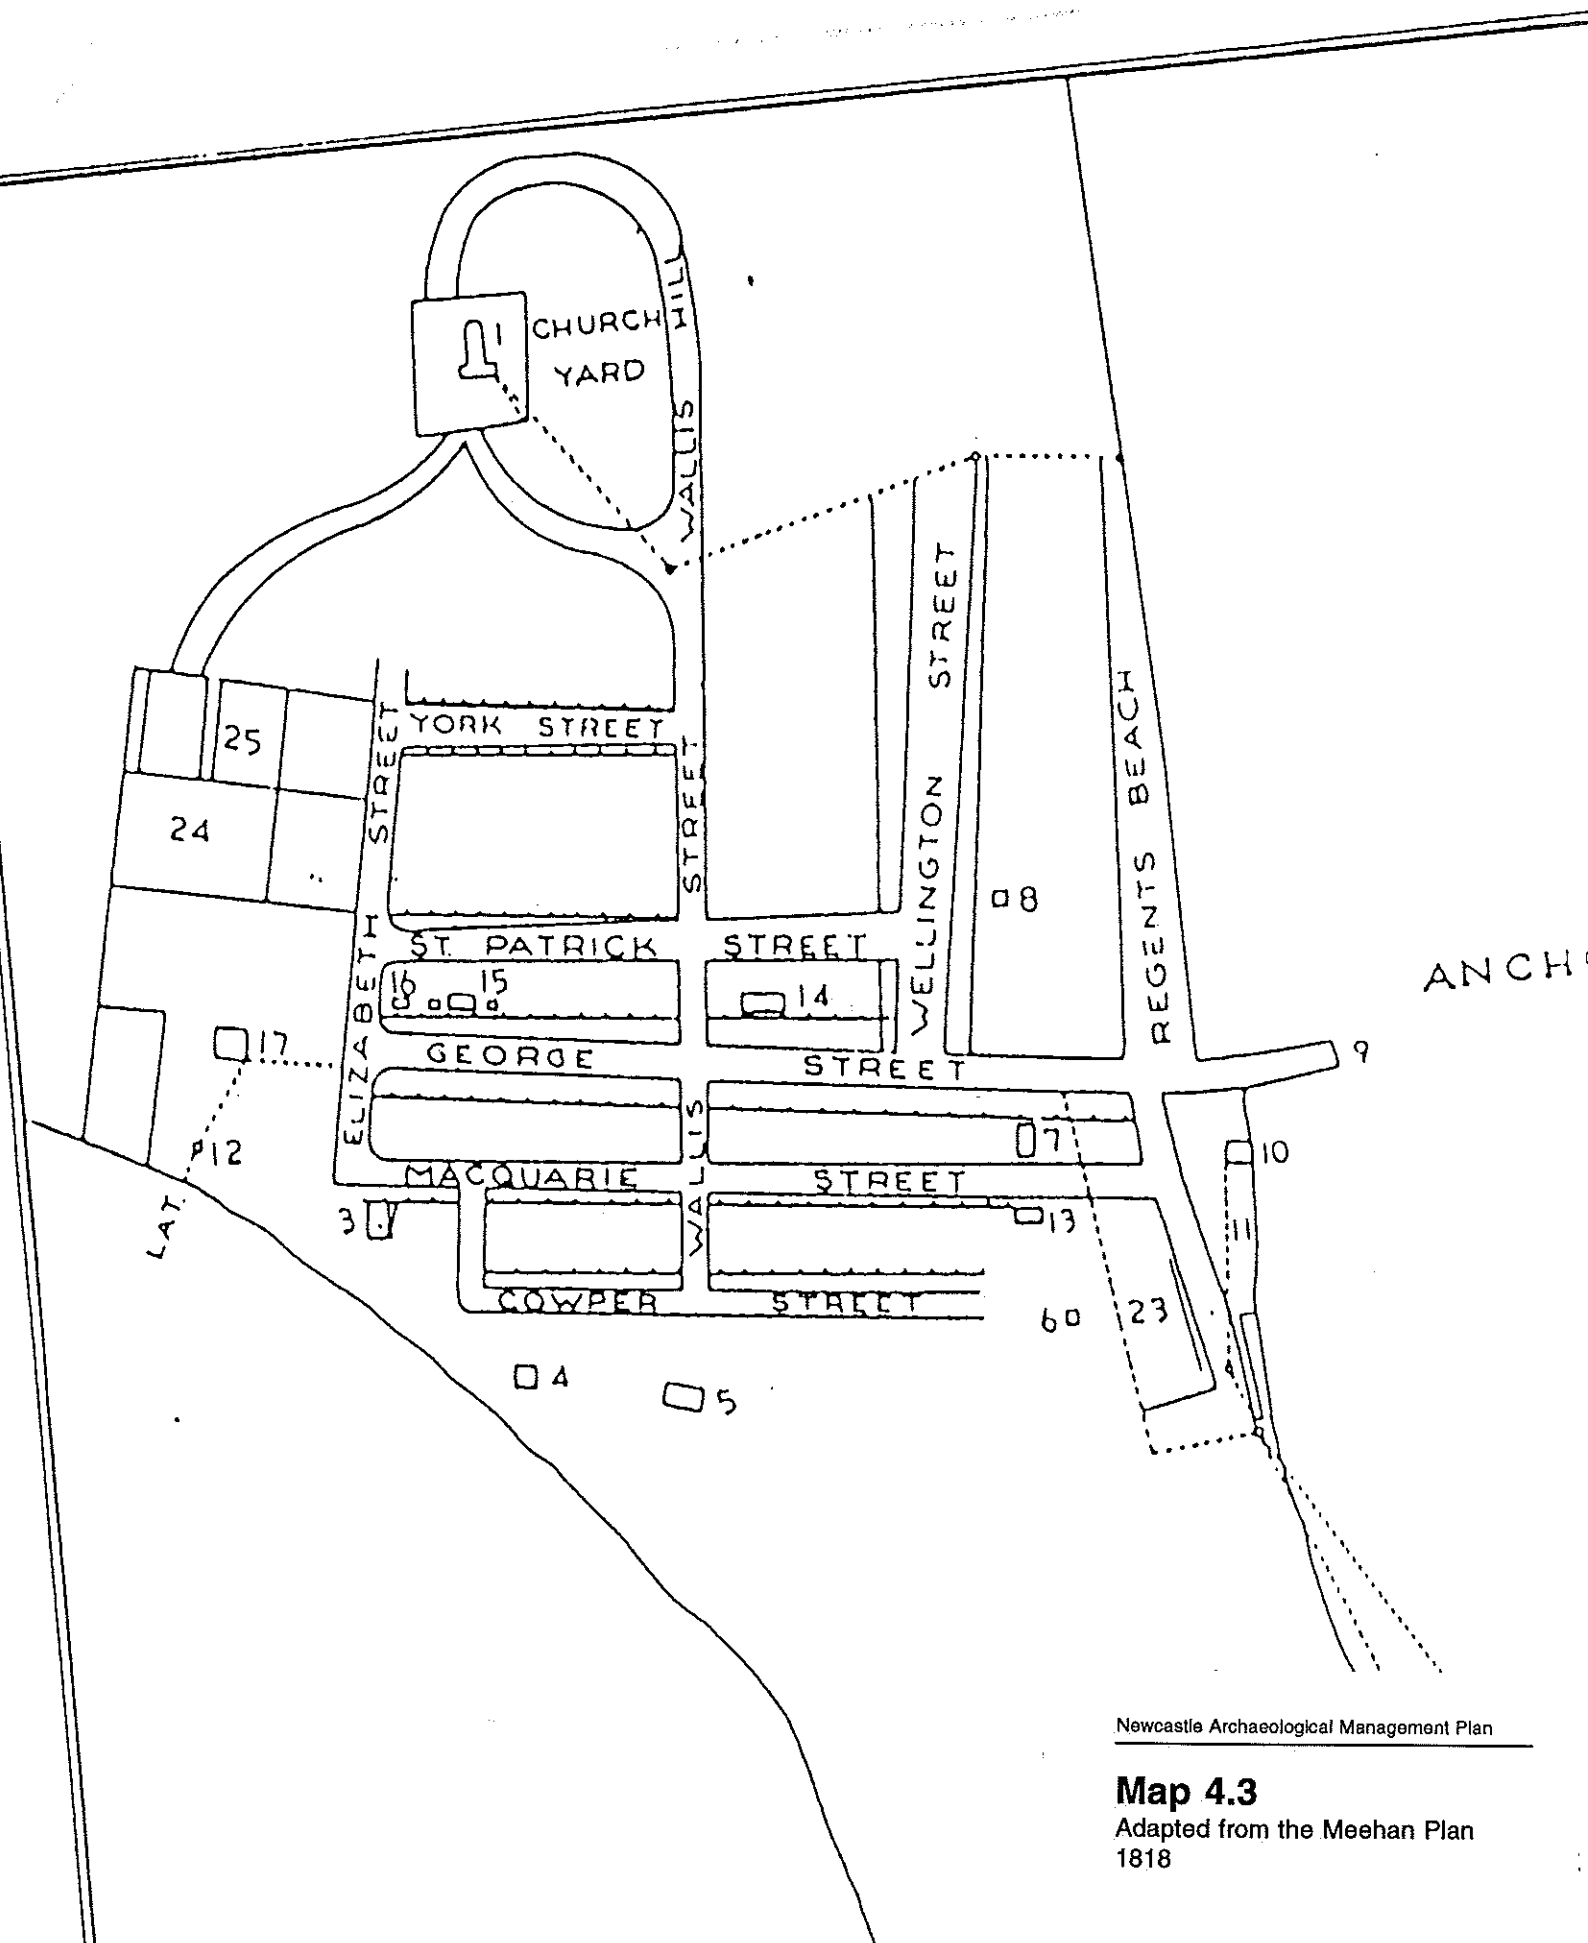 1
CHURCH
YARD
WALLIS HILL
25
24
YORK STREET
ELIZABETH STREET
WALLIS STREET
WELLINGTON STREET
REGENTS BEACH
8
ST. PATRICK STREET
16
15
14
ANCHO
17
GEORGE STREET
9
12
7
10
LAT.
MACQUARIE STREET
3
13
11
COWPER STREET
6
23
4
5
Newcastle Archaeological Management Plan
Map 4.3
Adapted from the Meehan Plan
1818